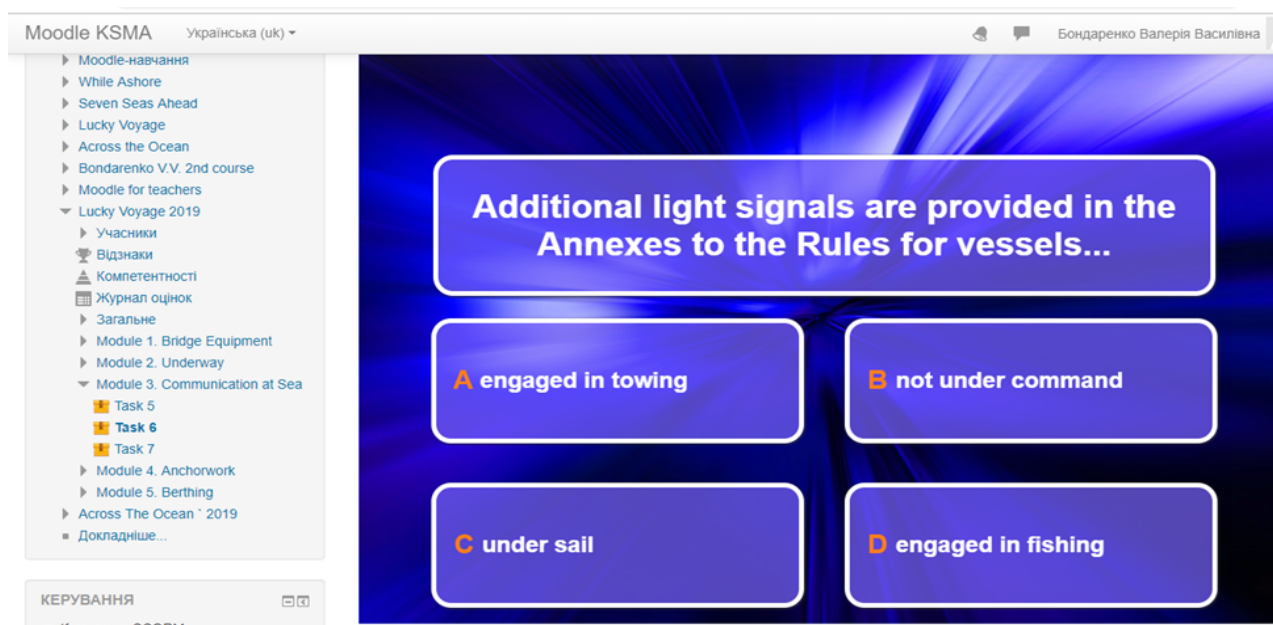 Moodle KSMA
Українська (uk)
Бондаренко Валерія Василівна
Moodle-навчання
While Ashore
Seven Seas Ahead
Lucky Voyage
Across the Ocean
Bondarenko V.V. 2nd course
Moodle for teachers
Lucky Voyage 2019
Учасники
Відзнаки
Компетентності
Журнал оцінок
Загальне
Module 1. Bridge Equipment
Module 2. Underway
Module 3. Communication at Sea
Task 5
Task 6
Task 7
Module 4. Anchorwork
Module 5. Berthing
Across The Ocean ` 2019
Докладніше...
КЕРУВАННЯ
Additional light signals are provided in the
Annexes to the Rules for vessels...
A engaged in towing
B not under command
C under sail
D engaged in fishing